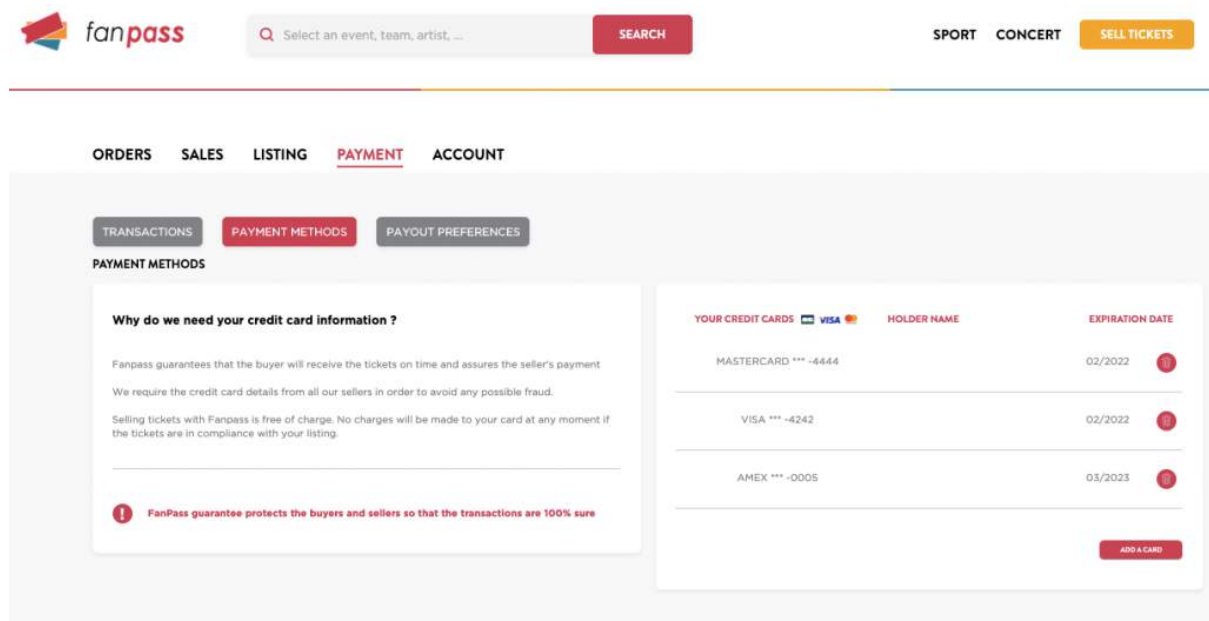 fanpass
Select an event, team, artist, ...
SEARCH
SPORT
CONCERT
SELL TICKETS
ORDERS
SALES
LISTING
PAYMENT
ACCOUNT
TRANSACTIONS
PAYMENT METHODS
PAYOUT PREFERENCES
PAYMENT METHODS
Why do we need your credit card information ?
Fanpass guarantees that the buyer will receive the tickets on time and assures the seller's payment
We require the credit card details from all our sellers in order to avoid any possible fraud.
Selling tickets with Fanpass is free of charge. No charges will be made to your card at any moment if
the tickets are in compliance with your listing.
FanPass guarantee protects the buyers and sellers so that the transactions are 100% sure
YOUR CREDIT CARDS VISA HOLDER NAME EXPIRATION DATE
MASTERCARD *** -4444 02/2022
VISA *** -4242 02/2022
AMEX *** -0005 03/2023
ADD A CARD